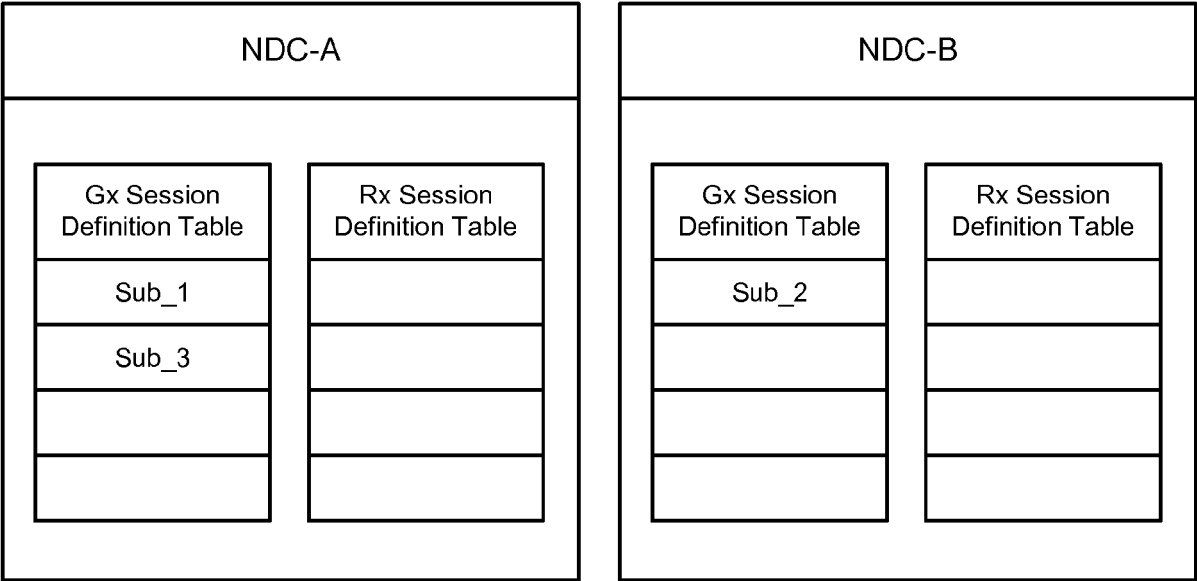 NDC-A
Gx Session
Definition Table
Sub_1
Sub_3
Rx Session
Definition Table
NDC-B
Gx Session
Definition Table
Sub_2
Rx Session
Definition Table